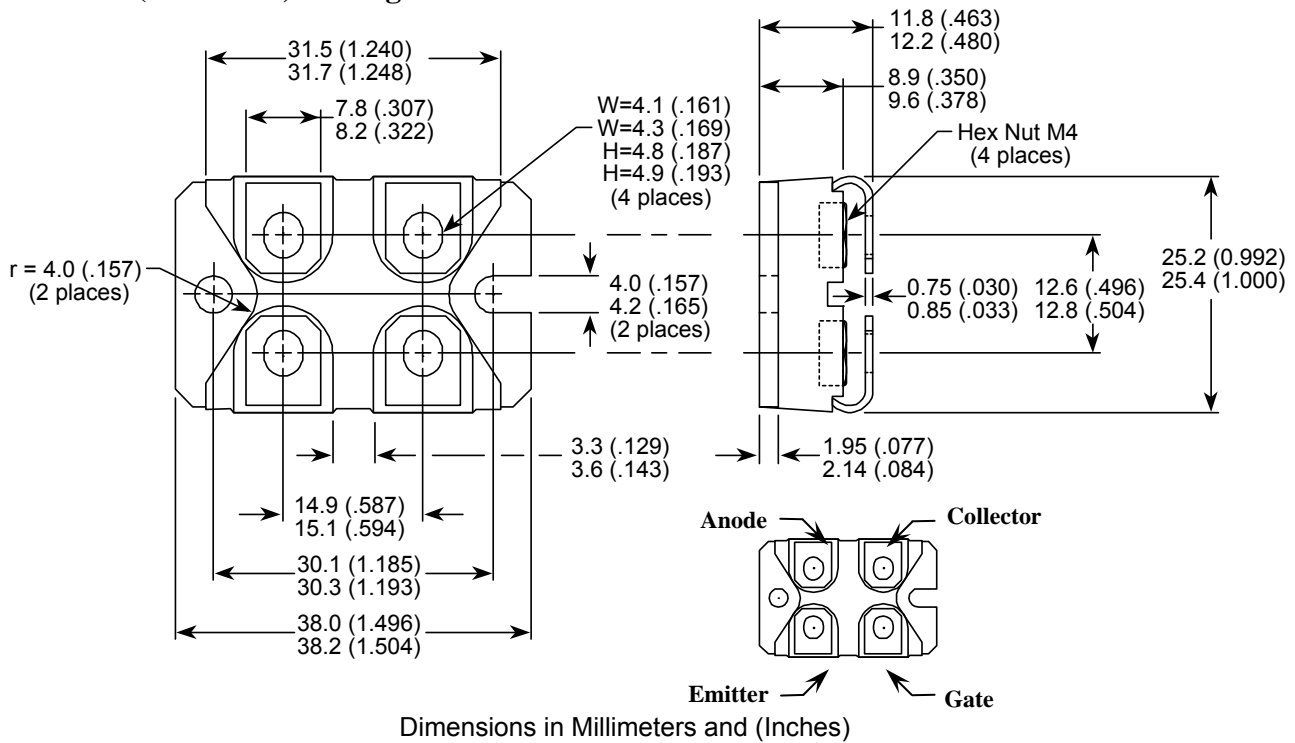 31.5 (1.240)
31.7 (1.248)
7.8 (.307)
8.2 (.322)
W=4.1 (.161)
W=4.3 (.169)
H=4.8 (.187)
H=4.9 (.193)
(4 places)
r = 4.0 (.157)
(2 places)
4.0 (.157)
4.2 (.165)
(2 places)
3.3 (.129)
3.6 (.143)
14.9 (.587)
15.1 (.594)
30.1 (1.185)
30.3 (1.193)
38.0 (1.496)
38.2 (1.504)
11.8 (.463)
12.2 (.480)
8.9 (.350)
9.6 (.378)
Hex Nut M4
(4 places)
0.75 (.030)
0.85 (.033)
12.6 (.496)
12.8 (.504)
25.2 (0.992)
25.4 (1.000)
1.95 (.077)
2.14 (.084)
Anode
Collector
Emitter
Gate
Dimensions in Millimeters and (Inches)